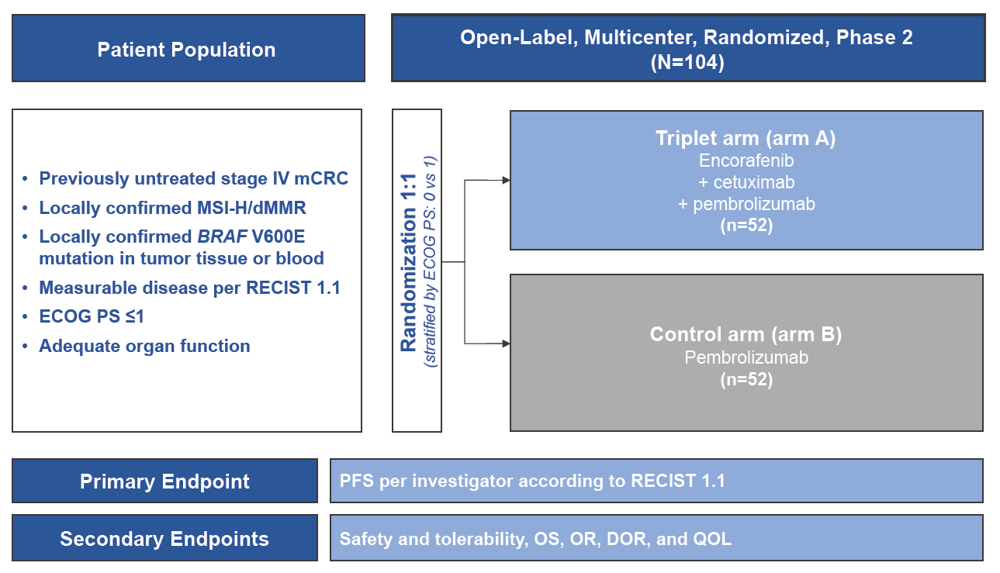 Patient Population
Open-Label, Multicenter, Randomized, Phase 2
(N=104)
• Previously untreated stage IV mCRC
• Locally confirmed MSI-H/dMMR
• Locally confirmed BRAF V600E
mutation in tumor tissue or blood
• Measurable disease per RECIST 1.1
• ECOG PS ≤1
• Adequate organ function
Randomization 1:1
(stratified by ECOG PS: 0 vs 1)
Triplet arm (arm A)
Encorafenib
+ cetuximab
+ pembrolizumab
(n=52)
Control arm (arm B)
Pembrolizumab
(n=52)
Primary Endpoint
PFS per investigator according to RECIST 1.1
Secondary Endpoints
Safety and tolerability, OS, OR, DOR, and QOL